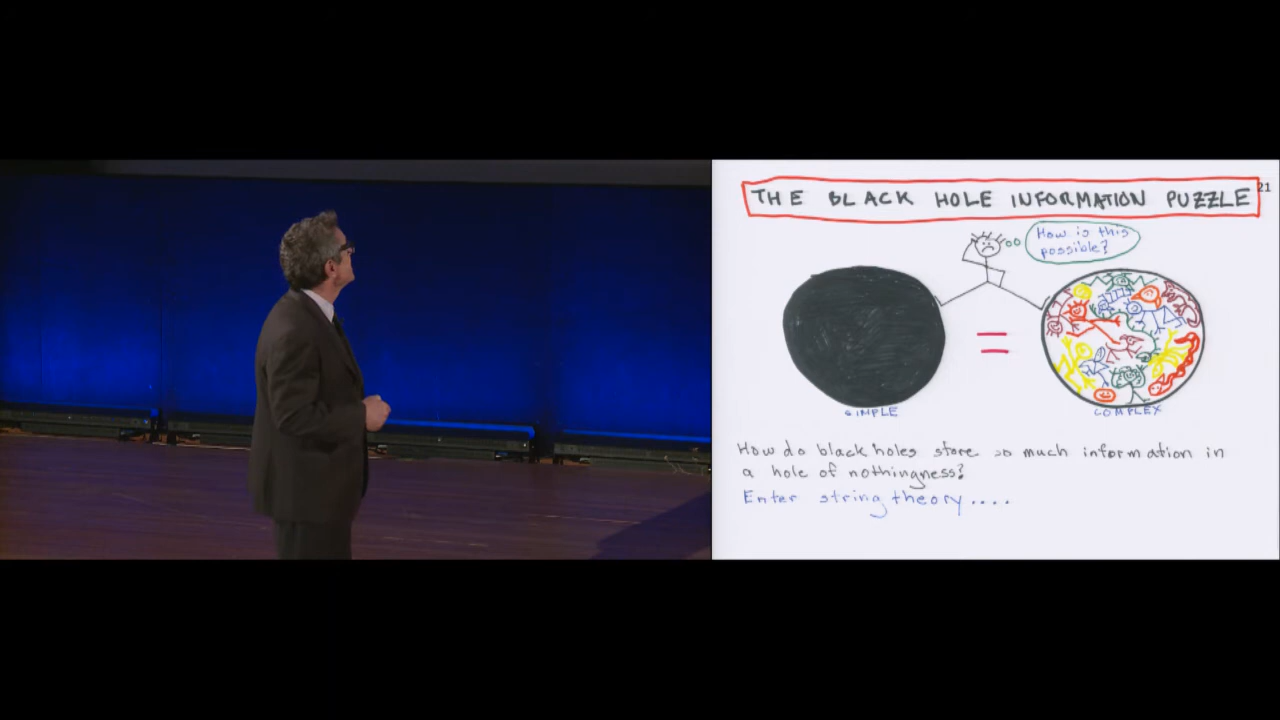 21
THE BLACK HOLE INFORMATION PUZZLE
How is this
possible?
SIMPLE
COMPLEX
How do black holes store so much information in
a hole of nothingness?
Enter string theory....